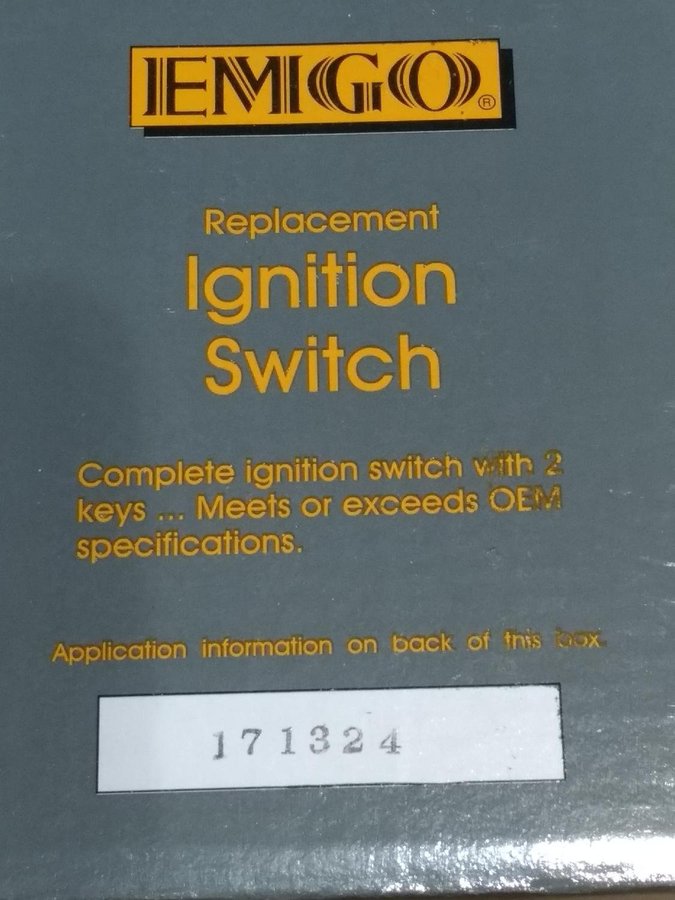 EMGO®
Replacement
Ignition
Switch
Complete ignition switch with 2
keys ... Meets or exceeds OEM
specifications.
Application information on back of this box.
171324